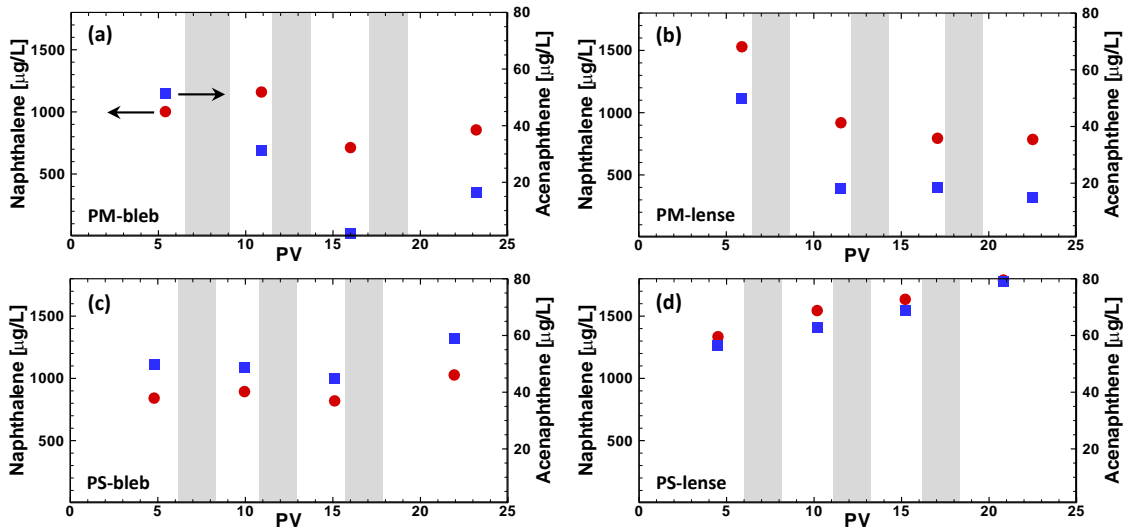 (a)
Naphthalene [µg/L]
1500
1000
500
80
60
40
20
Acenaphthene [µg/L]
PM-bleb
0 5 10 15 20 25
PV
(b)
Naphthalene [µg/L]
1500
1000
500
80
60
40
20
Acenaphthene [µg/L]
PM-lense
0 5 10 15 20 25
PV
(c)
Naphthalene [µg/L]
1500
1000
500
80
60
40
20
Acenaphthene [µg/L]
PS-bleb
0 5 10 15 20 25
PV
(d)
Naphthalene [µg/L]
1500
1000
500
80
60
40
20
Acenaphthene [µg/L]
PS-lense
0 5 10 15 20 25
PV